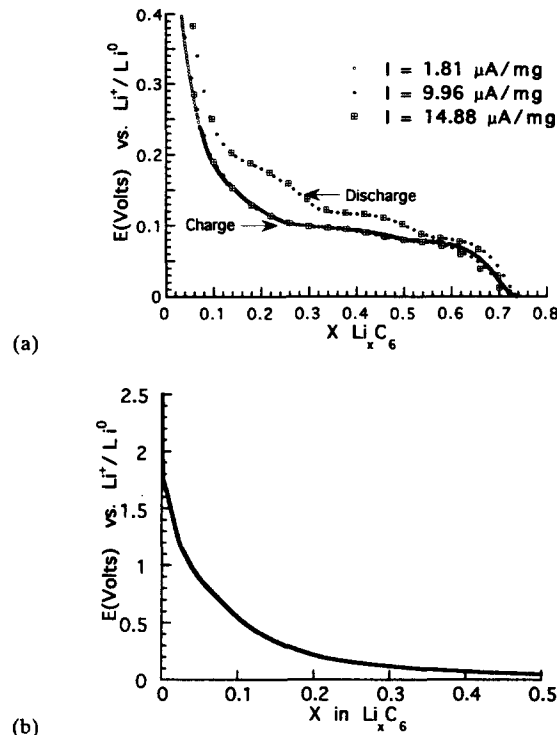 0.4
0.3
0.2
0.1
0
E(Volts) vs. Li⁺/Li⁰
I = 1.81 μA/mg
I = 9.96 μA/mg
I = 14.88 μA/mg
Discharge
Charge
0 0.1 0.2 0.3 0.4 0.5 0.6 0.7 0.8
X LiₓC₆
(a)
2.5
2
1.5
1
0.5
0
E(Volts) vs. Li⁺/Li⁰
0 0.1 0.2 0.3 0.4 0.5
X in LiₓC₆
(b)